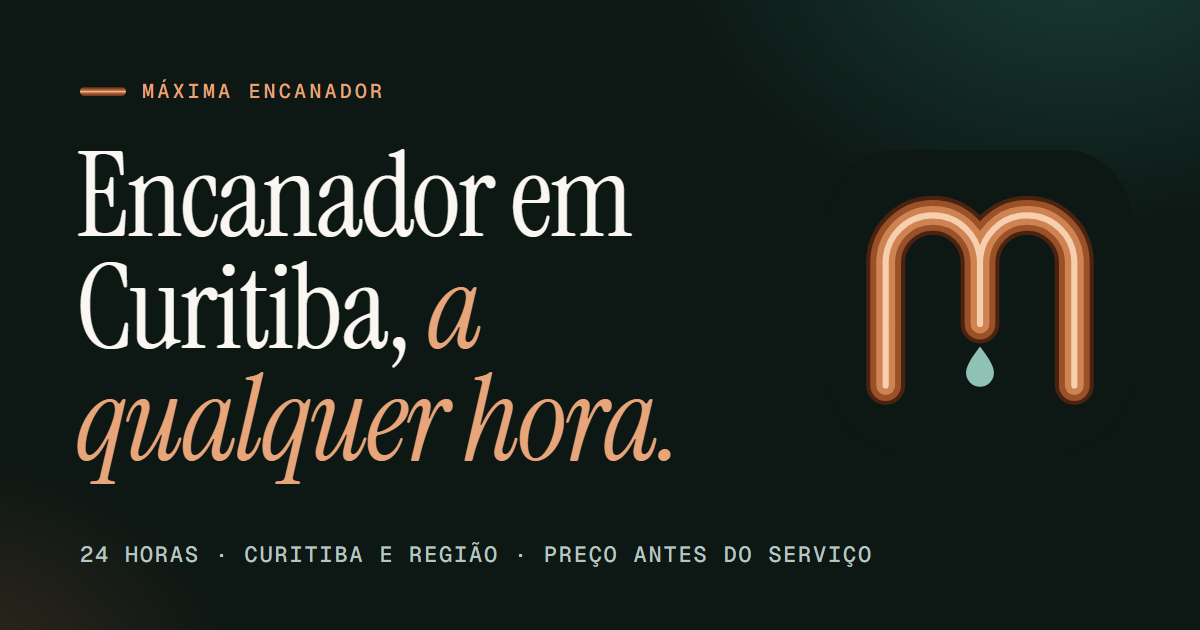 MÁXIMA ENCANADOR
Encanador em
Curitiba, a
qualquer hora.
m
24 HORAS · CURITIBA E REGIÃO · PREÇO ANTES DO SERVIÇO